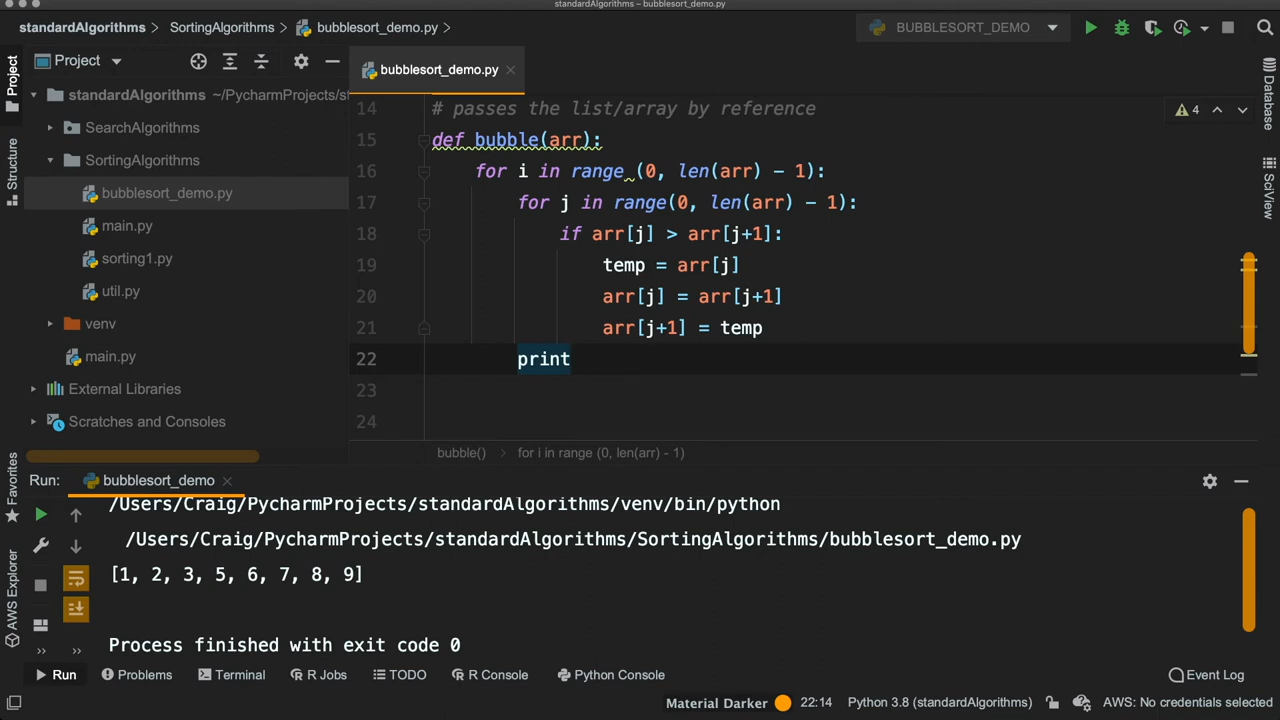 standardAlgorithms – bubblesort_demo.py
standardAlgorithms > SortingAlgorithms > bubblesort_demo.py >
BUBBLESORT_DEMO
Project
bubblesort_demo.py
Project
Structure
Favorites
AWS Explorer
Database
SciView
standardAlgorithms ~/PycharmProjects/st
SearchAlgorithms
SortingAlgorithms
bubblesort_demo.py
main.py
sorting1.py
util.py
venv
main.py
External Libraries
Scratches and Consoles
4
14 # passes the list/array by reference
15 def bubble(arr):
16 for i in range (0, len(arr) - 1):
17 for j in range(0, len(arr) - 1):
18 if arr[j] > arr[j+1]:
19 temp = arr[j]
20 arr[j] = arr[j+1]
21 arr[j+1] = temp
22 print
23
24
bubble() > for i in range (0, len(arr) - 1)
Run: bubblesort_demo
/Users/Craig/PycharmProjects/standardAlgorithms/venv/bin/python
/Users/Craig/PycharmProjects/standardAlgorithms/SortingAlgorithms/bubblesort_demo.py
[1, 2, 3, 5, 6, 7, 8, 9]
Process finished with exit code 0
Run Problems Terminal R Jobs TODO R Console Python Console Event Log
Material Darker 22:14 Python 3.8 (standardAlgorithms) AWS: No credentials selected